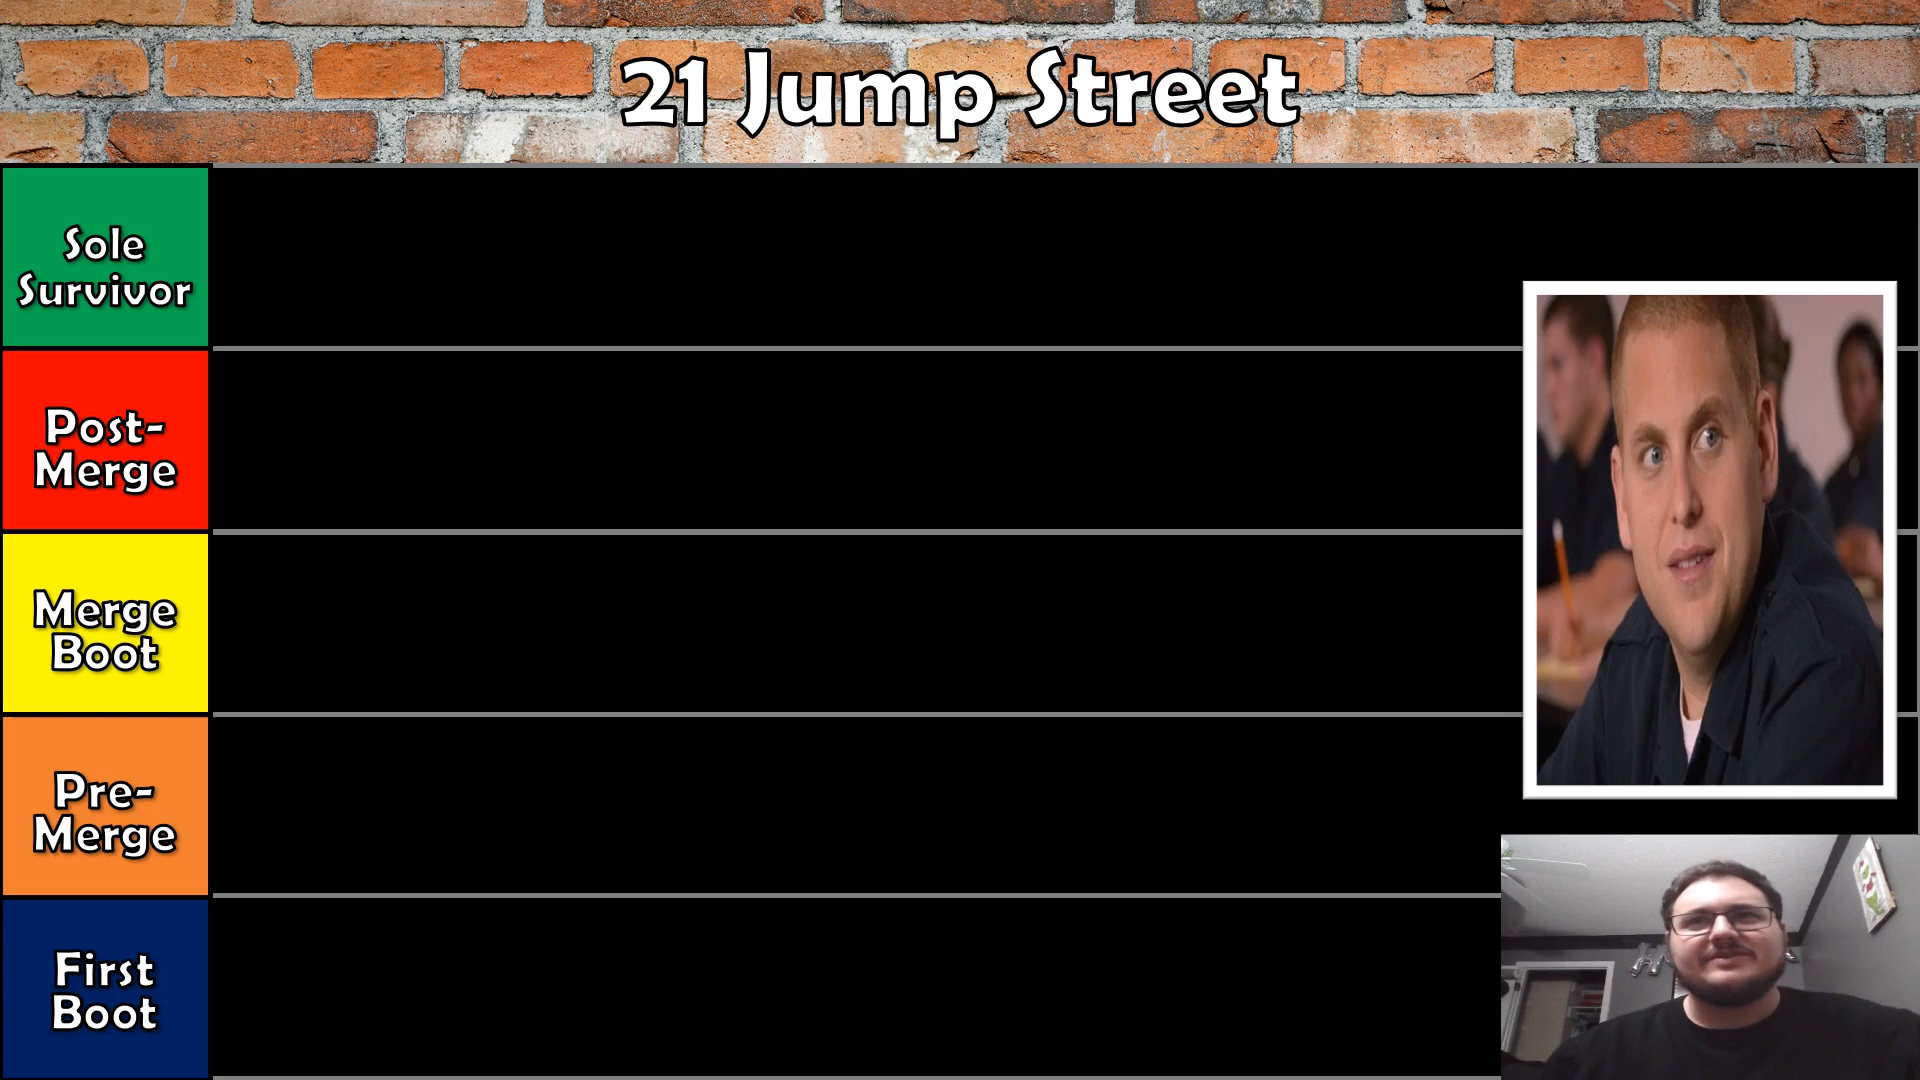 21 Jump Street
Sole
Survivor
Post-
Merge
Merge
Boot
Pre-
Merge
First
Boot